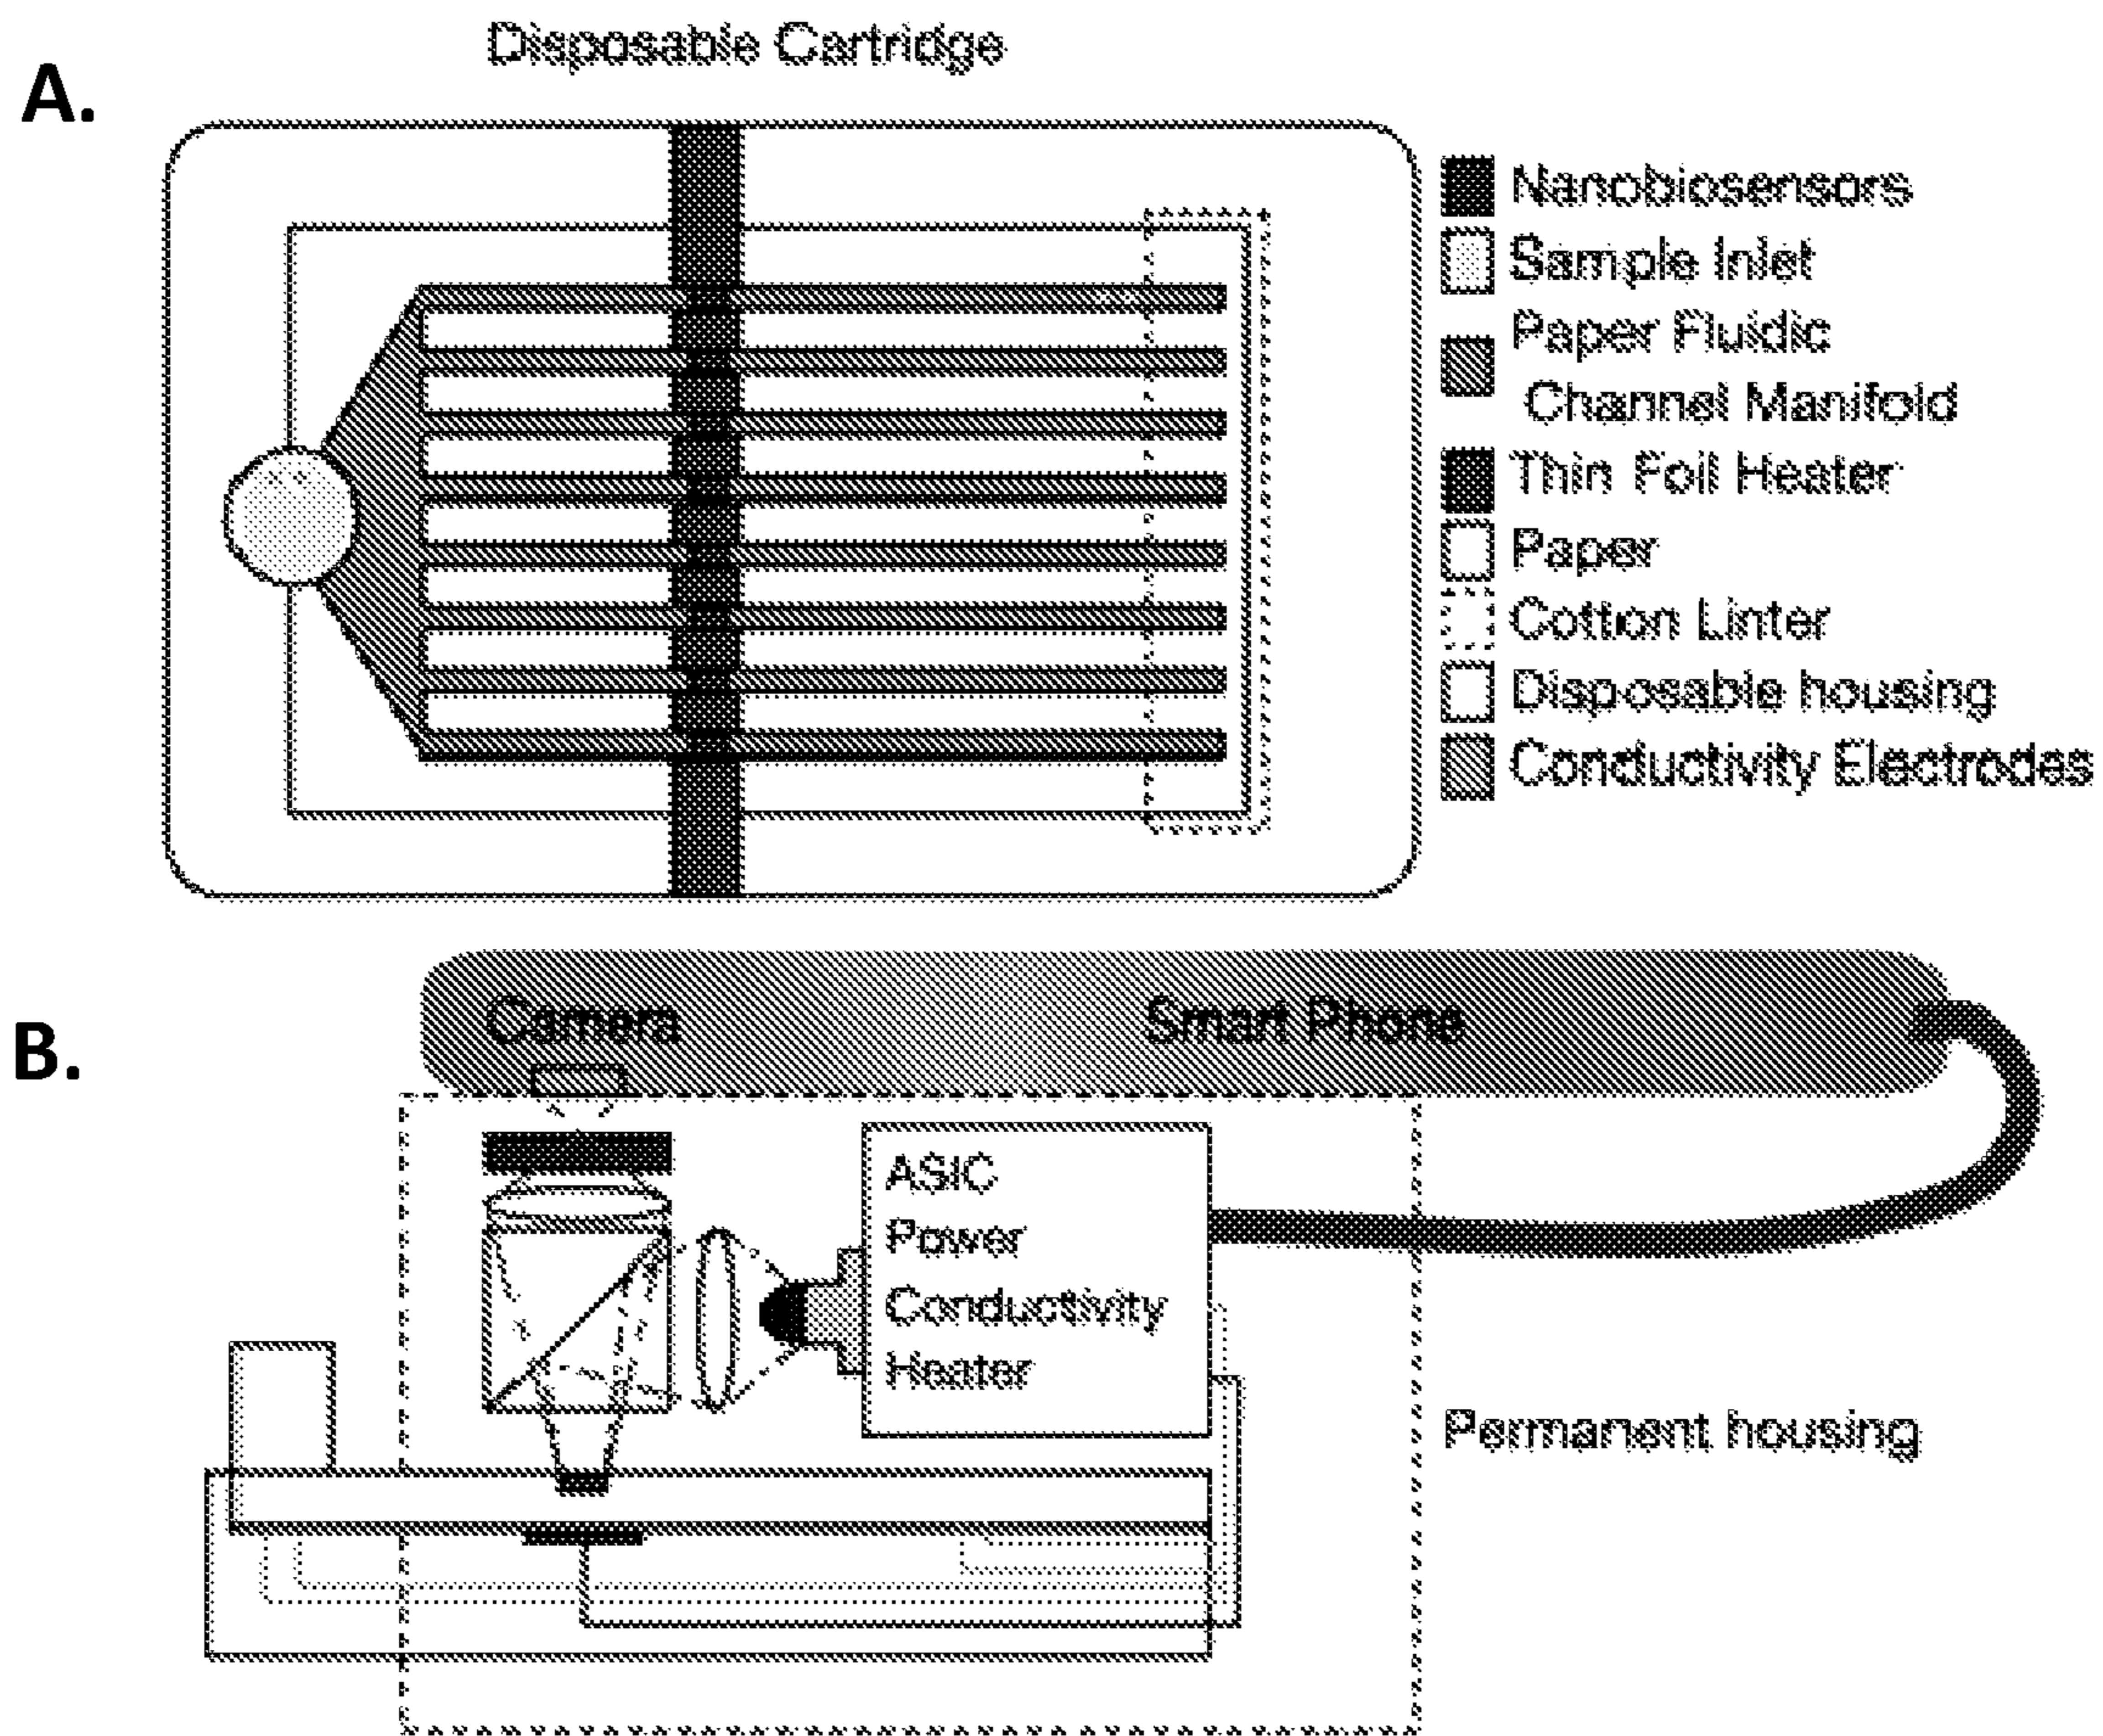 Disposable Cartridge
A.
Nanobiosensors
Sample Inlet
Paper Fluidic
Channel Manifold
Thin Foil Heater
Paper
Cottion Linter
Disposable housing
Conductivity Electrodes
B.
Camera
Smart Phone
ASIC
Power
Conductivity
Heater
Permanent housing